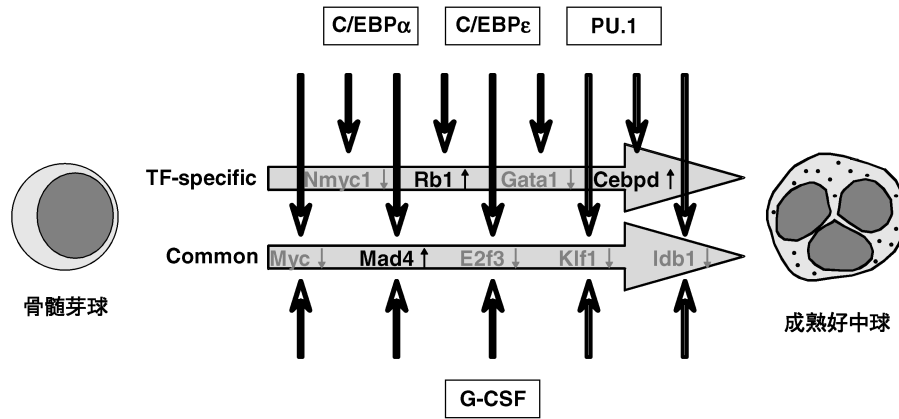 C/EBPα C/EBPε PU.1
TF-specific Nmyc1↓ Rb1↑ Gata1↓ Cebpd↑
Common Myc↓ Mad4↑ E2f3↓ Klf1↓ Idb1↓
骨髄芽球
成熟好中球
G-CSF